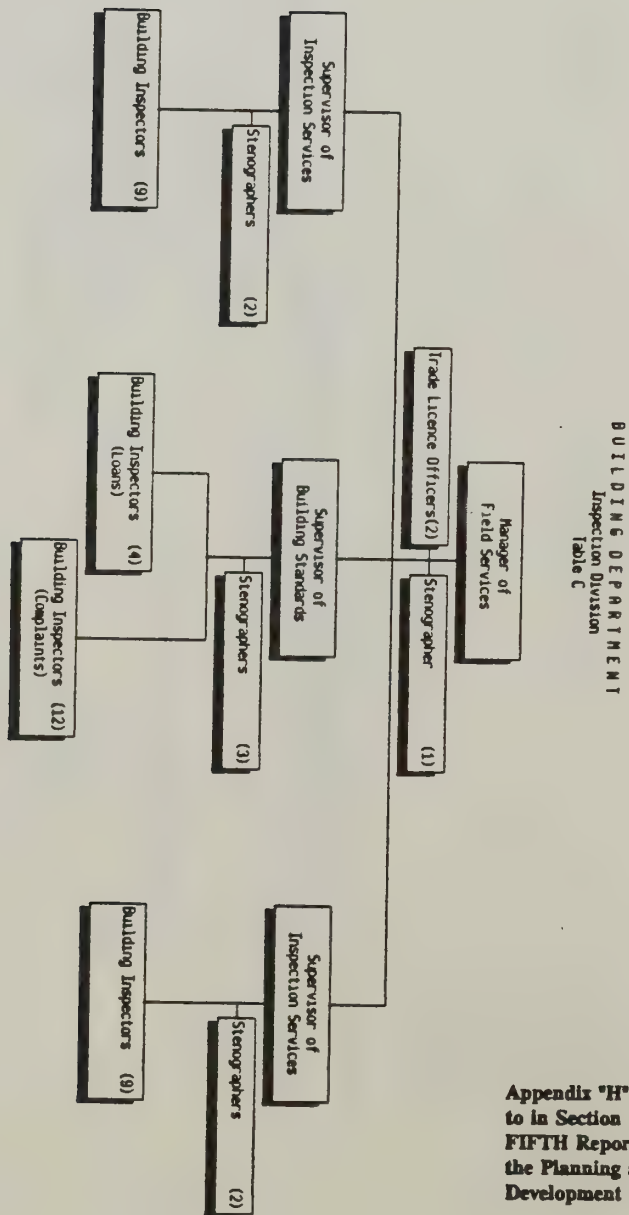 B U I L D I N G  D E P A R T M E N T
Inspection Division
Table C
Manager of
Field Services
Trade Licence Officers(2)
Stenographer (1)
Supervisor of
Inspection Services
Stenographers (2)
Building Inspectors (9)
Supervisor of
Building Standards
Stenographers (3)
Building Inspectors (4)
(Loans)
Building Inspectors (12)
(Complaints)
Supervisor of
Inspection Services
Stenographers (2)
Building Inspectors (9)
Appendix "H"
to in Section
FIFTH Repor
the Planning
Development